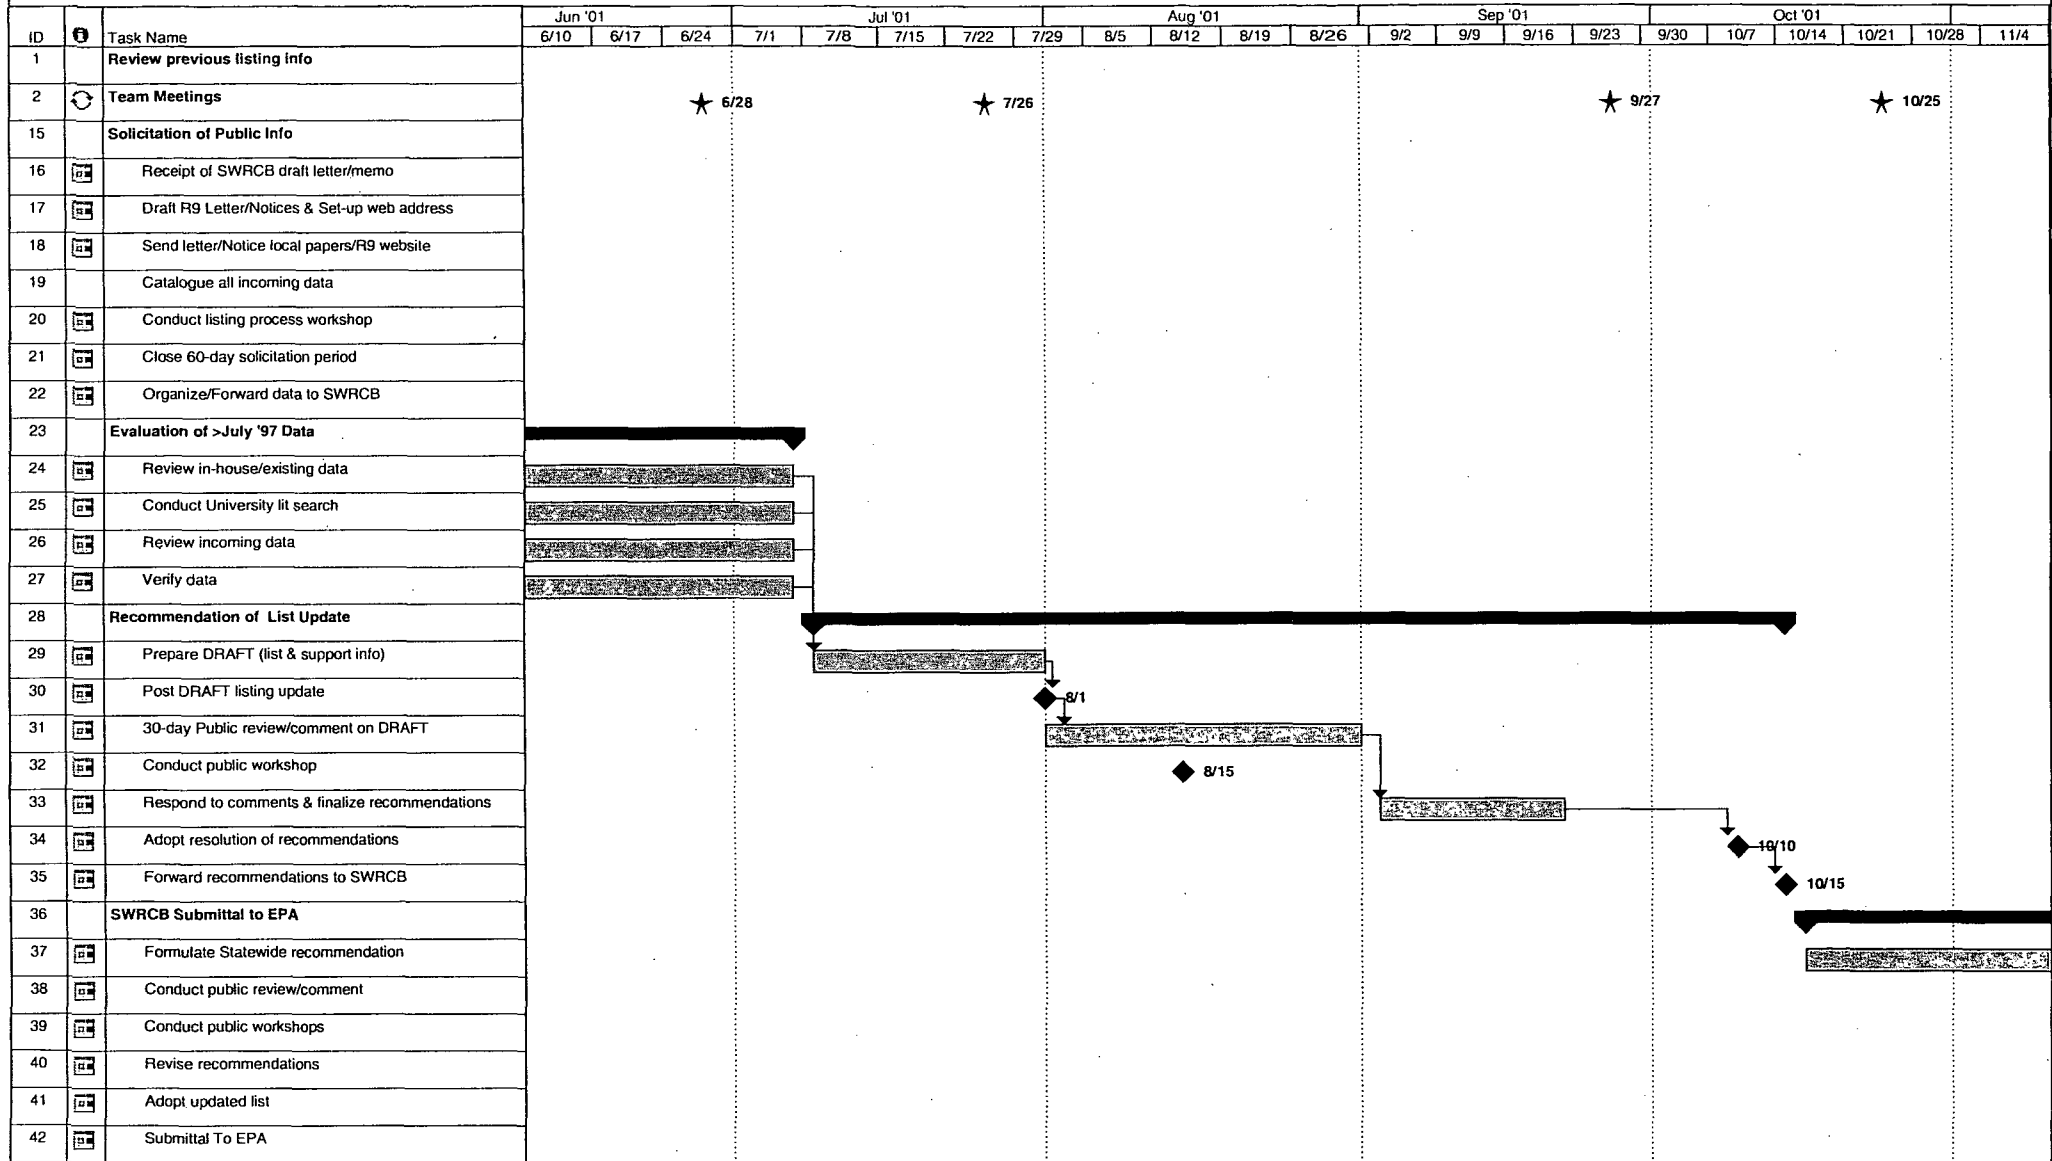 Jun '01 Jul '01 Aug '01 Sep '01 Oct '01
ID Task Name 6/10 6/17 6/24 7/1 7/8 7/15 7/22 7/29 8/5 8/12 8/19 8/26 9/2 9/9 9/16 9/23 9/30 10/7 10/14 10/21 10/28 11/4
1 Review previous listing info
2 Team Meetings 6/28 7/26 9/27 10/25
15 Solicitation of Public Info
16 Receipt of SWRCB draft letter/memo
17 Draft R9 Letter/Notices & Set-up web address
18 Send letter/Notice local papers/R9 website
19 Catalogue all incoming data
20 Conduct listing process workshop
21 Close 60-day solicitation period
22 Organize/Forward data to SWRCB
23 Evaluation of >July '97 Data
24 Review in-house/existing data
25 Conduct University lit search
26 Review incoming data
27 Verify data
28 Recommendation of List Update
29 Prepare DRAFT (list & support info)
30 Post DRAFT listing update 8/1
31 30-day Public review/comment on DRAFT
32 Conduct public workshop 8/15
33 Respond to comments & finalize recommendations
34 Adopt resolution of recommendations 10/10
35 Forward recommendations to SWRCB 10/15
36 SWRCB Submittal to EPA
37 Formulate Statewide recommendation
38 Conduct public review/comment
39 Conduct public workshops
40 Revise recommendations
41 Adopt updated list
42 Submittal To EPA